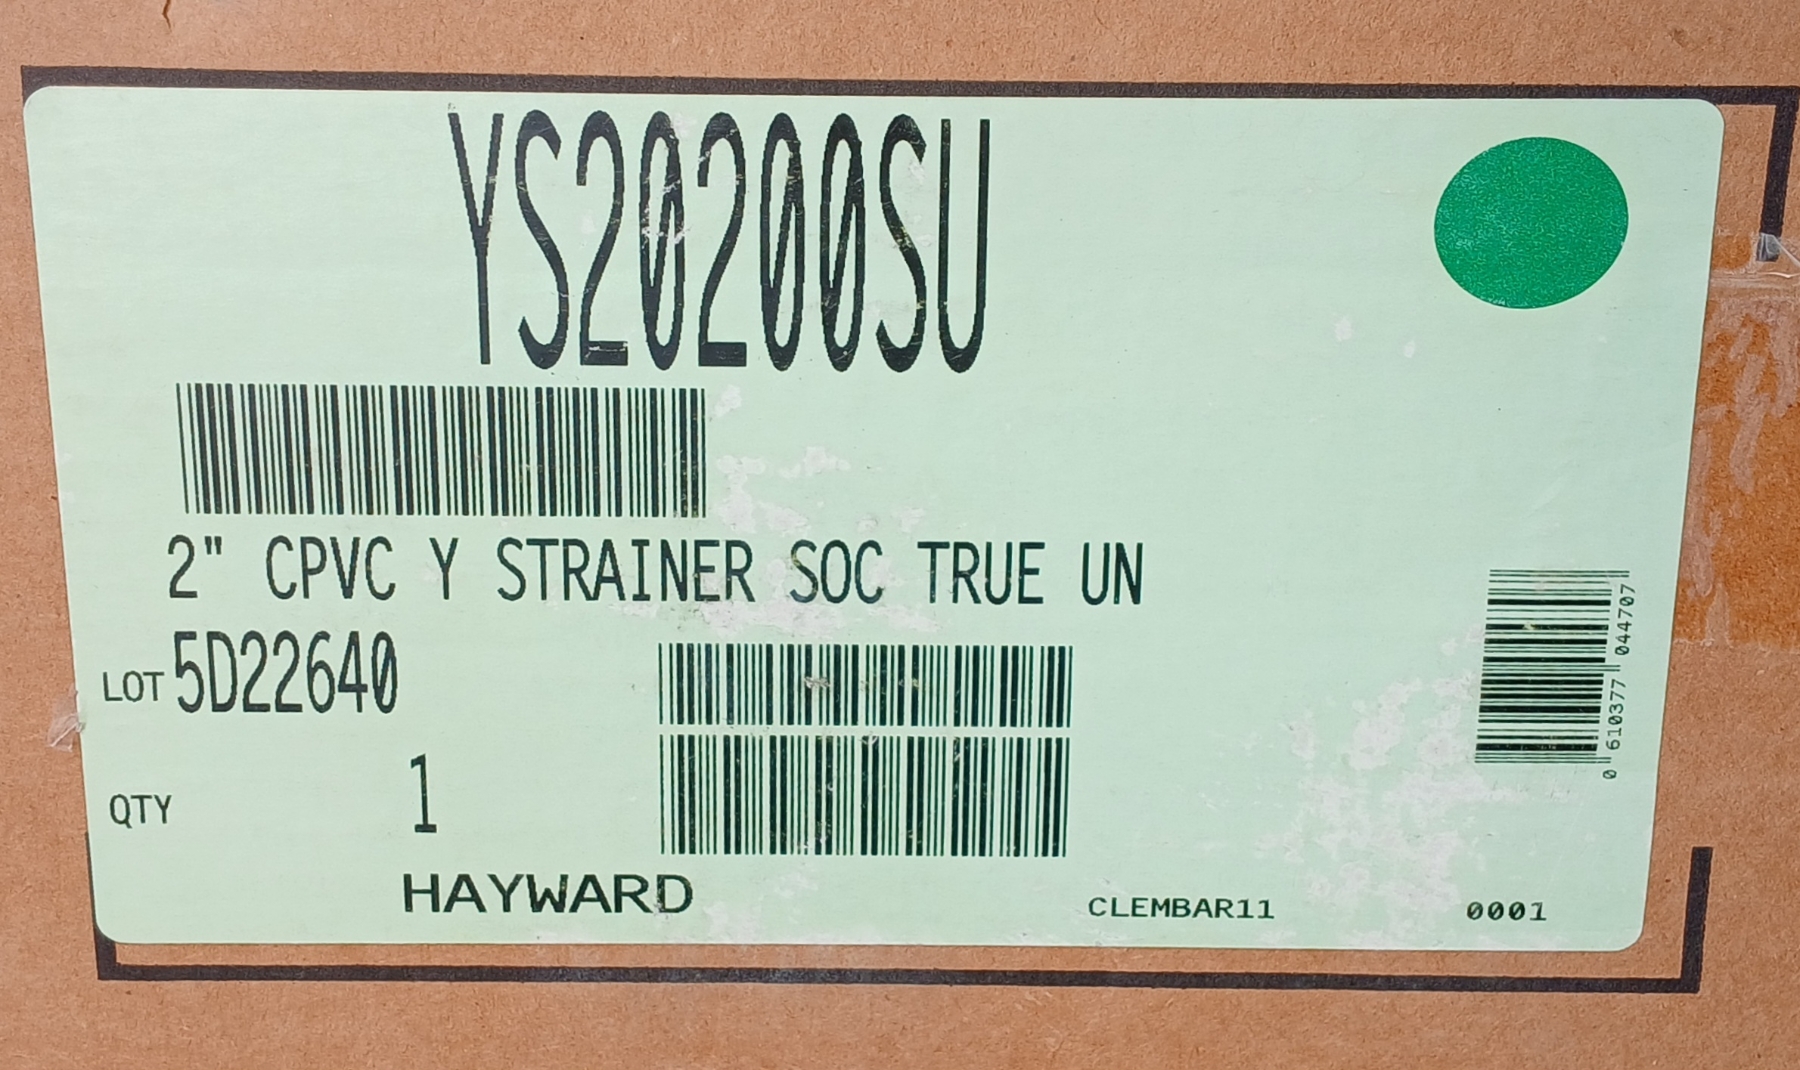 YS20200SU
2" CPVC Y STRAINER SOC TRUE UN
LOT 5D22640
QTY 1
0 610377 044707
HAYWARD
CLEMBAR11
0001